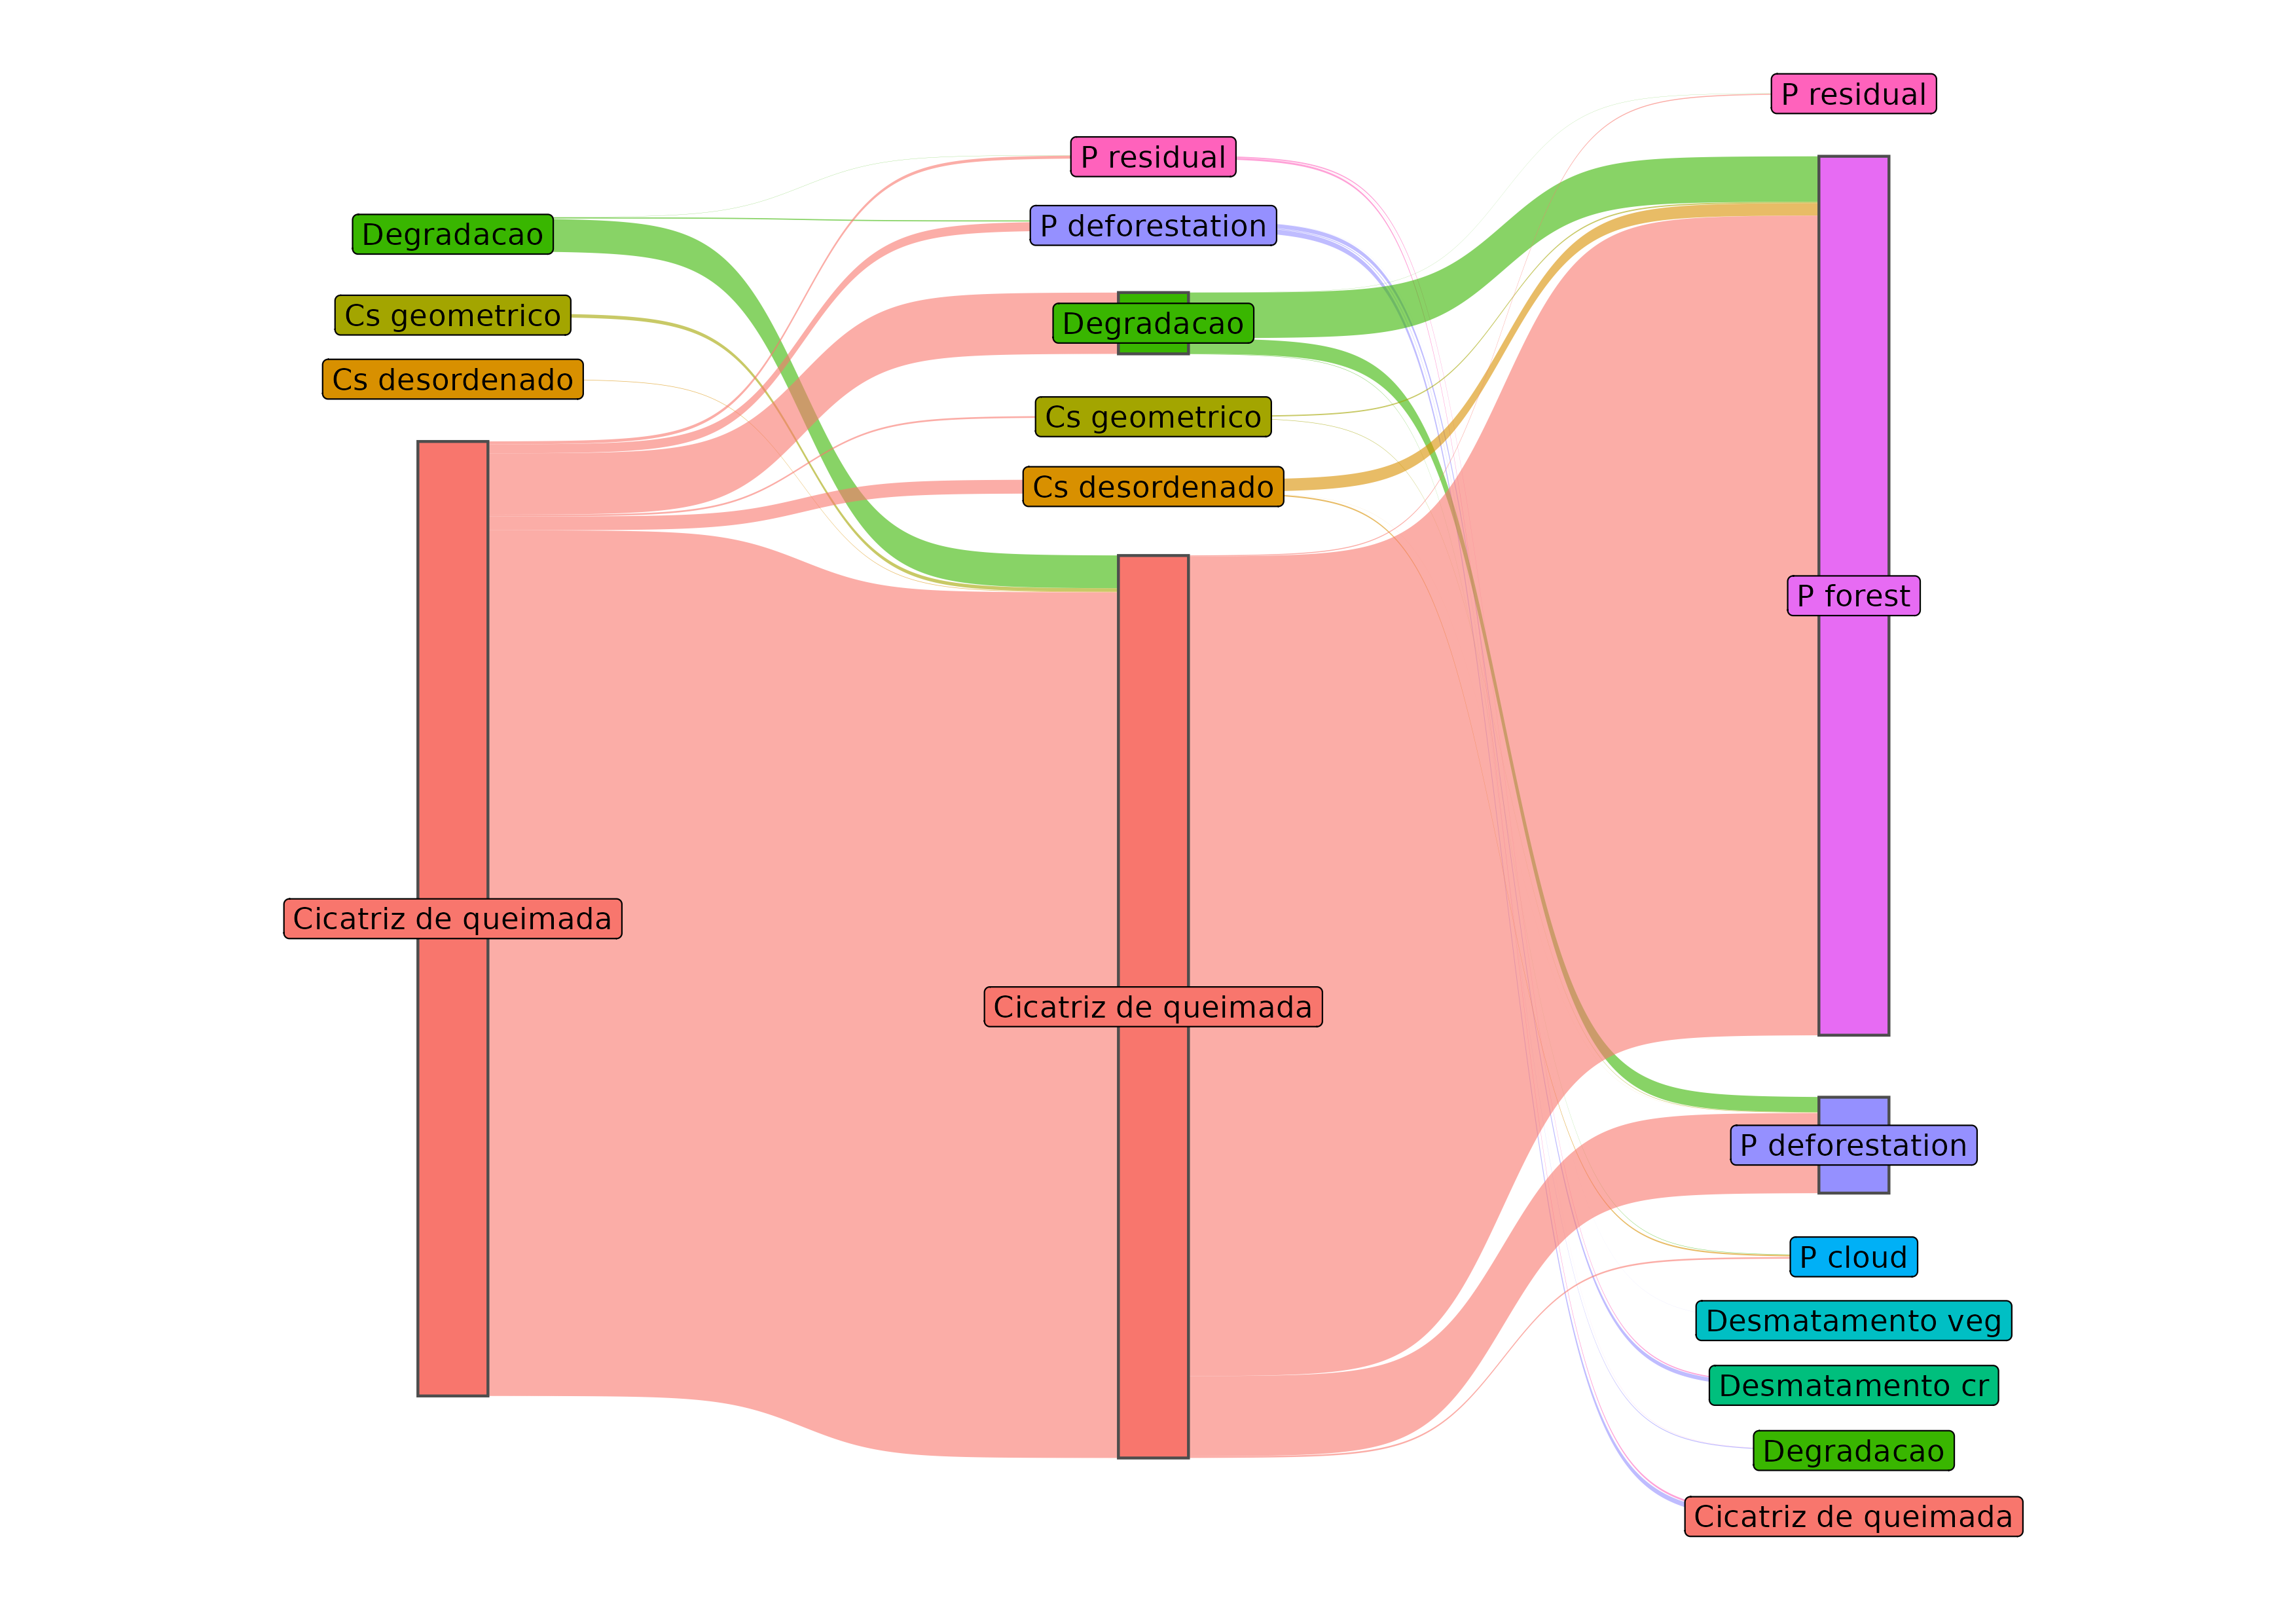 Degradacao
Cs geometrico
Cs desordenado
Cicatriz de queimada
P residual
P deforestation
Degradacao
Cs geometrico
Cs desordenado
Cicatriz de queimada
P residual
P forest
P deforestation
P cloud
Desmatamento veg
Desmatamento cr
Degradacao
Cicatriz de queimada